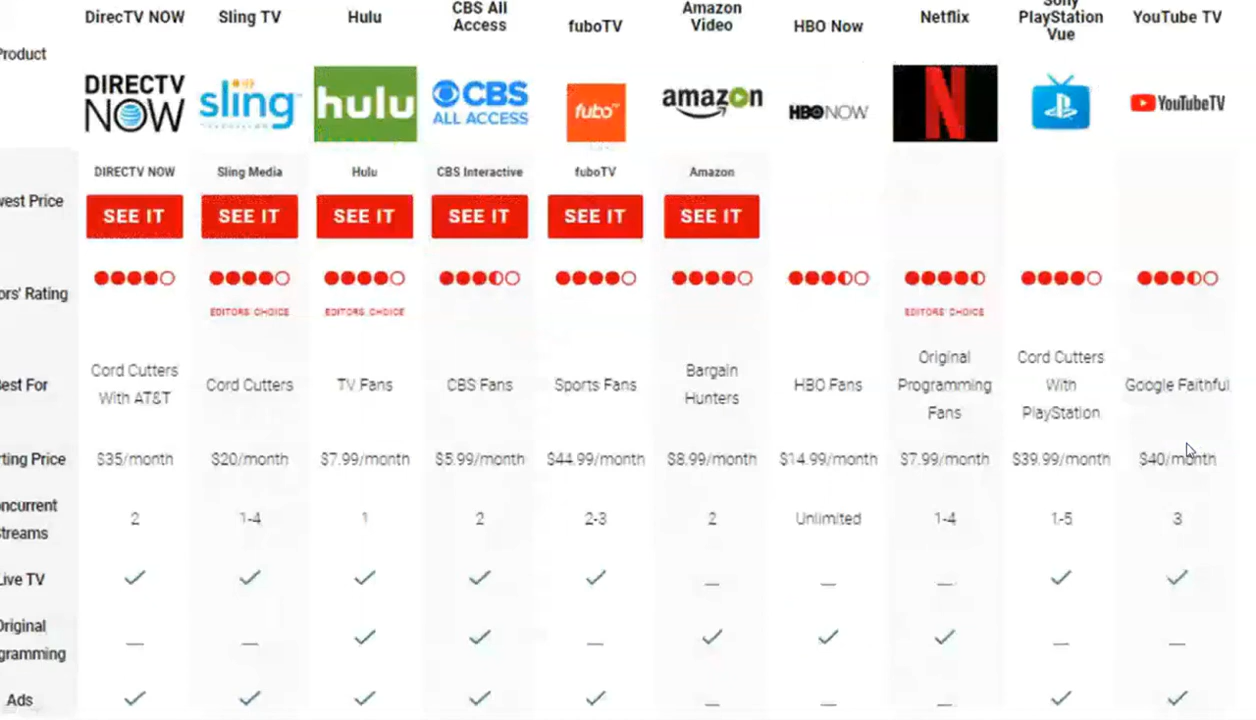 DirecTV NOW
Sling TV
Hulu
CBS All
Access
fuboTV
Amazon
Video
HBO Now
Netflix
Sony
PlayStation
Vue
YouTube TV
Product
DIRECTV
NOW
sling
hulu
CBS
ALL ACCESS
fubo
amazon
HBO NOW
N
YouTubeTV
DIRECTV NOW
Sling Media
Hulu
CBS Interactive
fuboTV
Amazon
west Price
SEE IT
SEE IT
SEE IT
SEE IT
SEE IT
SEE IT
ors' Rating
EDITORS' CHOICE
EDITORS' CHOICE
EDITORS' CHOICE
Best For
Cord Cutters
With AT&T
Cord Cutters
TV Fans
CBS Fans
Sports Fans
Bargain
Hunters
HBO Fans
Original
Programming
Fans
Cord Cutters
With
PlayStation
Google Faithful
rting Price
$35/month
$20/month
$7.99/month
$5.99/month
$44.99/month
$8.99/month
$14.99/month
$7.99/month
$39.99/month
$40/month
oncurrent
Streams
2
1-4
1
2
2-3
2
Unlimited
1-4
1-5
3
Live TV
Original
gramming
Ads